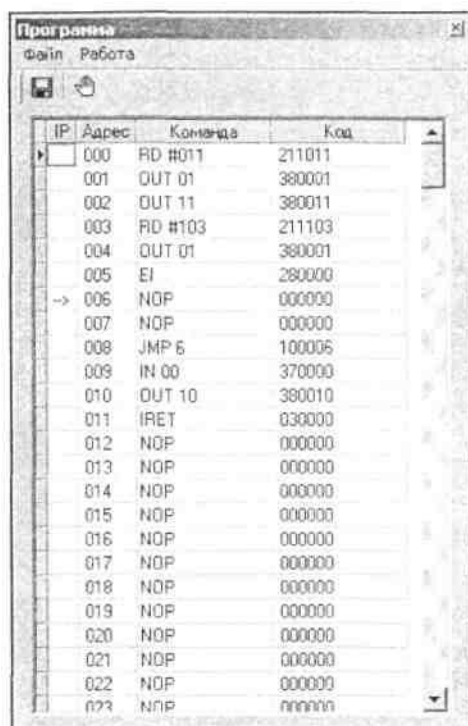 Программа
Файл Работа
IP Адрес Команда Код
000 RD #011 211011
001 OUT 01 380001
002 OUT 11 380011
003 RD #103 211103
004 OUT 01 380001
005 EI 280000
--> 006 NOP 000000
007 NOP 000000
008 JMP 6 100006
009 IN 00 370000
010 OUT 10 380010
011 IRET 030000
012 NOP 000000
013 NOP 000000
014 NOP 000000
015 NOP 000000
016 NOP 000000
017 NOP 000000
018 NOP 000000
019 NOP 000000
020 NOP 000000
021 NOP 000000
022 NOP 000000
023 NOP 000000